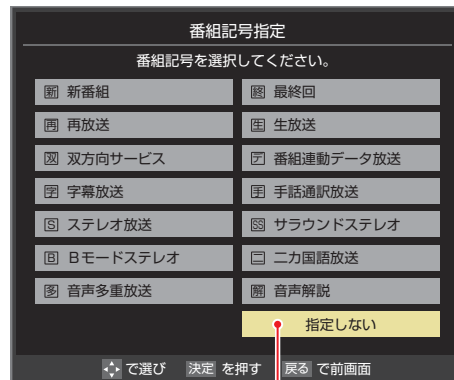 番組記号指定
番組記号を選択してください。
新 新番組
終 最終回
再 再放送
生 生放送
双 双方向サービス
デ 番組連動データ放送
字 字幕放送
手 手話通訳放送
S ステレオ放送
SS サラウンドステレオ
B Bモードステレオ
二 二カ国語放送
多 音声多重放送
解 音声解説
指定しない
で選び 決定 を押す 戻る で前画面